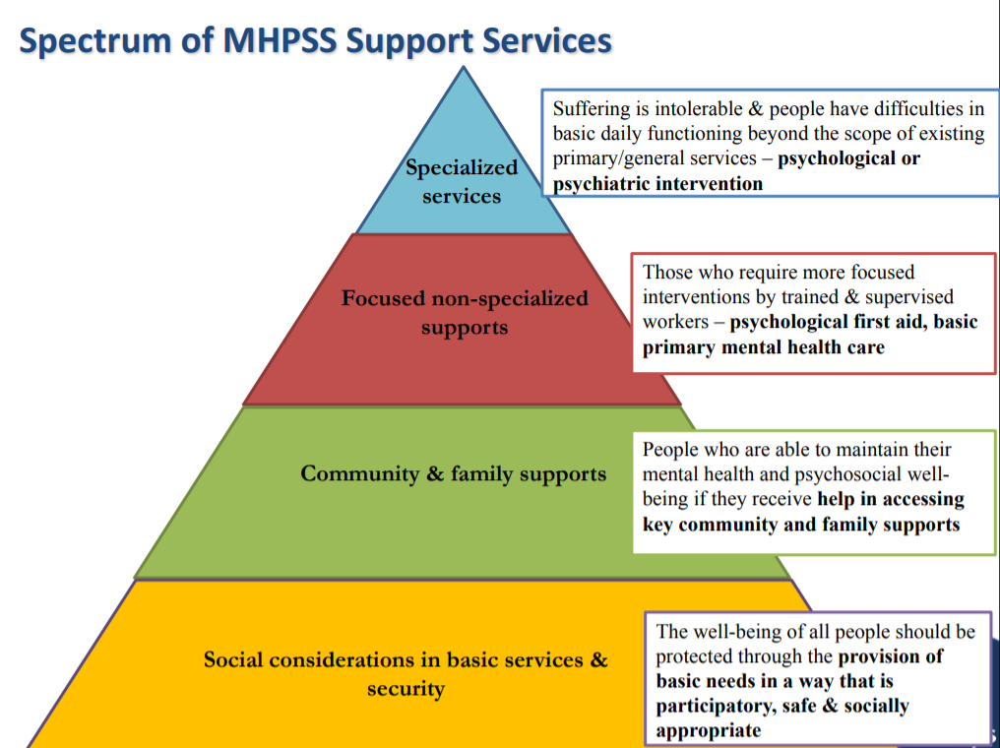 Spectrum of MHPSS Support Services
Suffering is intolerable & people have difficulties in
basic daily functioning beyond the scope of existing
primary/general services – psychological or
psychiatric intervention
Specialized
services
Those who require more focused
interventions by trained & supervised
workers – psychological first aid, basic
primary mental health care
Focused non-specialized
supports
People who are able to maintain their
mental health and psychosocial well-
being if they receive help in accessing
key community and family supports
Community & family supports
The well-being of all people should be
protected through the provision of
basic needs in a way that is
participatory, safe & socially
appropriate
Social considerations in basic services &
security